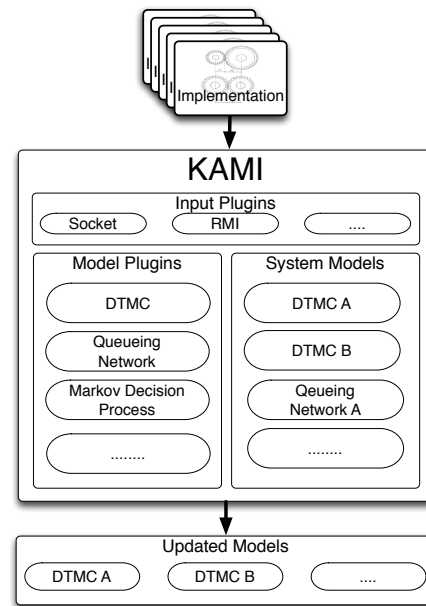 Implementation
KAMI
Input Plugins
Socket
RMI
....
Model Plugins
DTMC
Queueing
Network
Markov Decision
Process
........
System Models
DTMC A
DTMC B
Qeueing
Network A
........
Updated Models
DTMC A
DTMC B
....